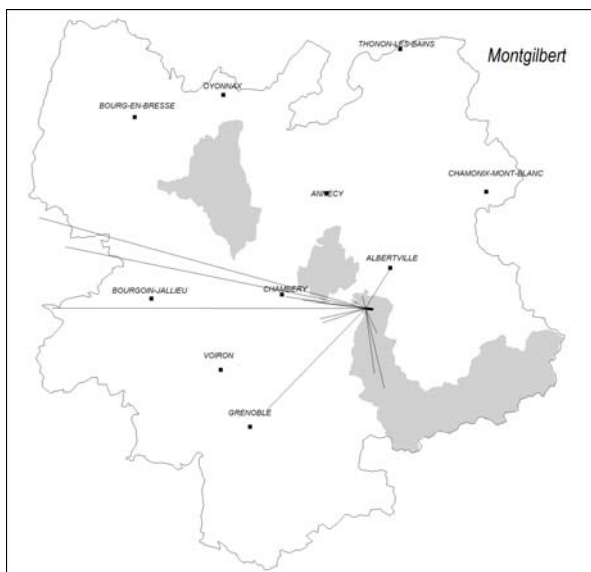 THONON-LES-BAINS
Montgilbert
OYONNAX
BOURG-EN-BRESSE
CHAMONIX-MONT-BLANC
ANNECY
ALBERTVILLE
BOURGOIN-JALLIEU
CHAMBERY
VOIRON
GRENOBLE